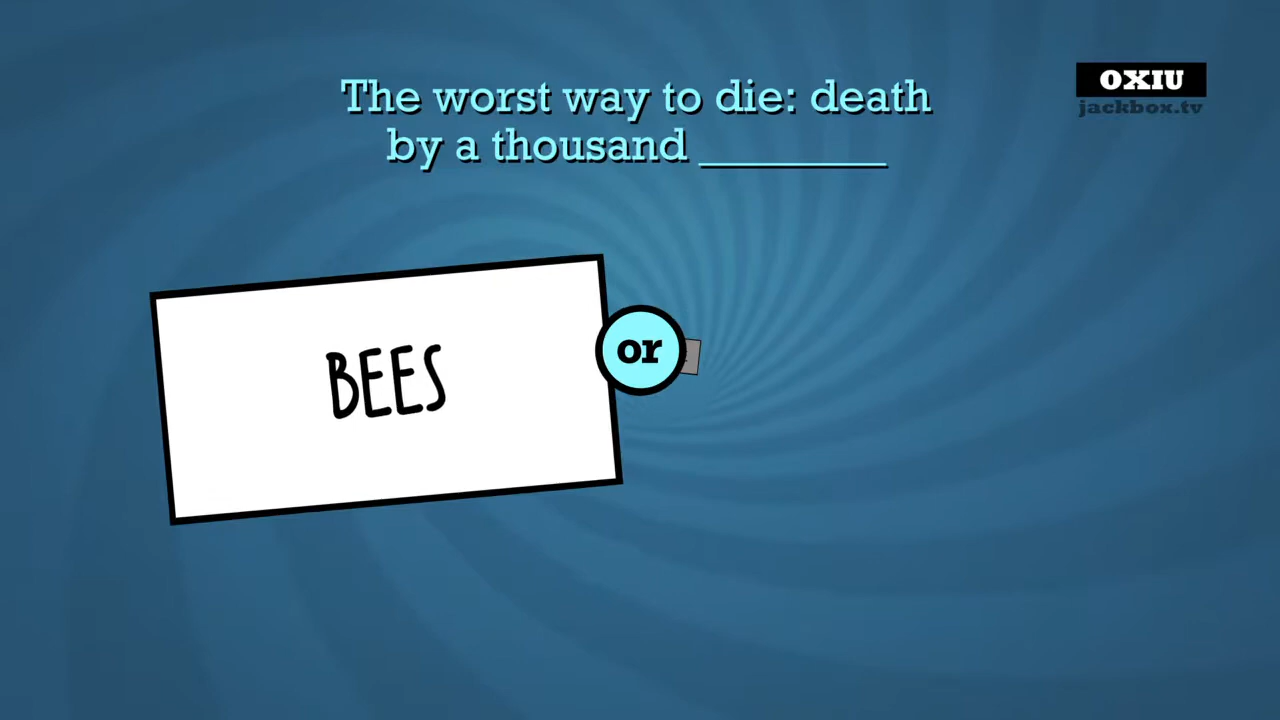 The worst way to die: death
by a thousand ________
OXIU
jackbox.tv
BEES
or